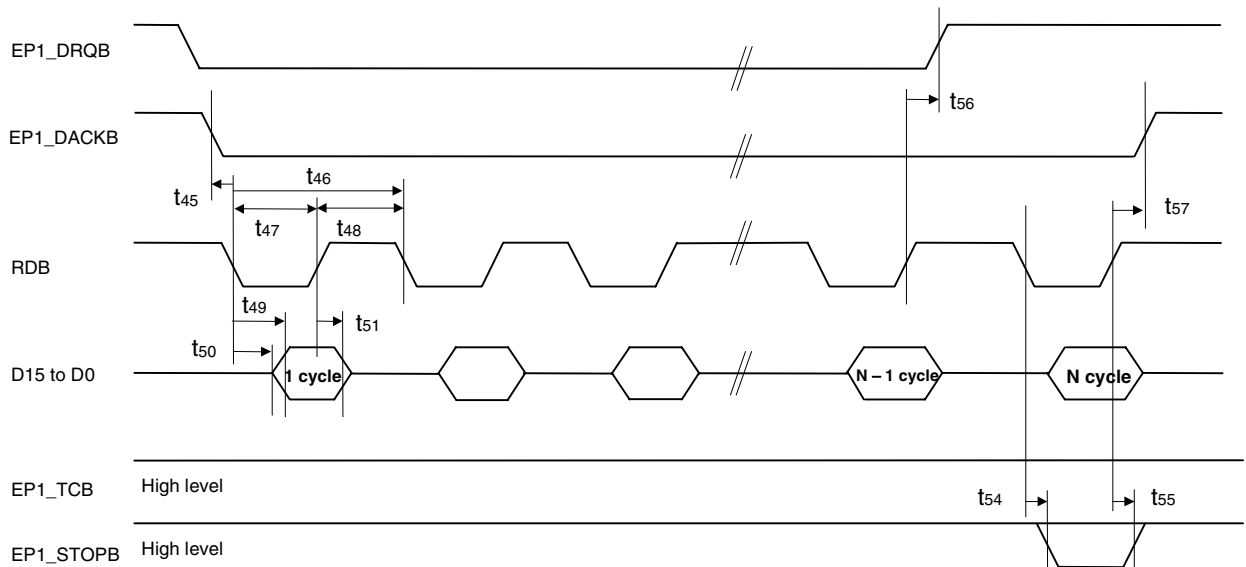 EP1_DRQB
t56
EP1_DACKB
t46
t45
t47
t48
t57
RDB
t49
t51
t50
D15 to D0
1 cycle
N – 1 cycle
N cycle
EP1_TCB
High level
t54
t55
EP1_STOPB
High level